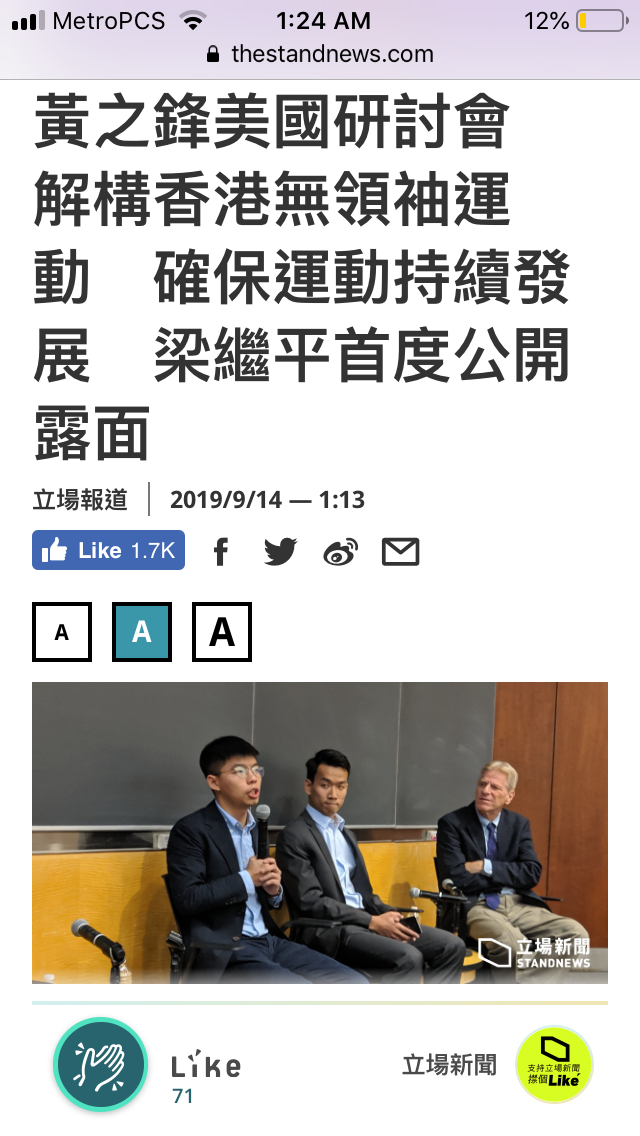 MetroPCS 1:24 AM 12%
thestandnews.com
黃之鋒美國研討會
解構香港無領袖運
動　確保運動持續發
展　梁繼平首度公開
露面
立場報道 2019/9/14 — 1:13
Like 1.7K
A A A
立場新聞
STANDNEWS
Like
71
立場新聞
支持立場新聞
撳個Like